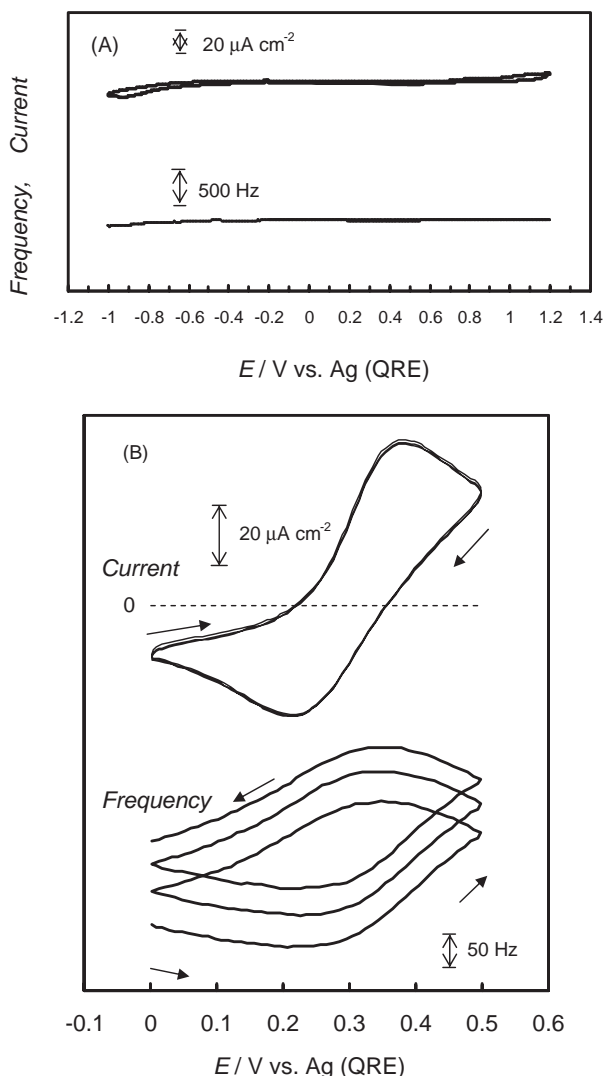 (A)
20 μA cm-2
500 Hz
Frequency, Current
-1.2 -1 -0.8 -0.6 -0.4 -0.2 0 0.2 0.4 0.6 0.8 1 1.2 1.4
E / V vs. Ag (QRE)
(B)
20 μA cm-2
Current
0
Frequency
50 Hz
-0.1 0 0.1 0.2 0.3 0.4 0.5 0.6
E / V vs. Ag (QRE)